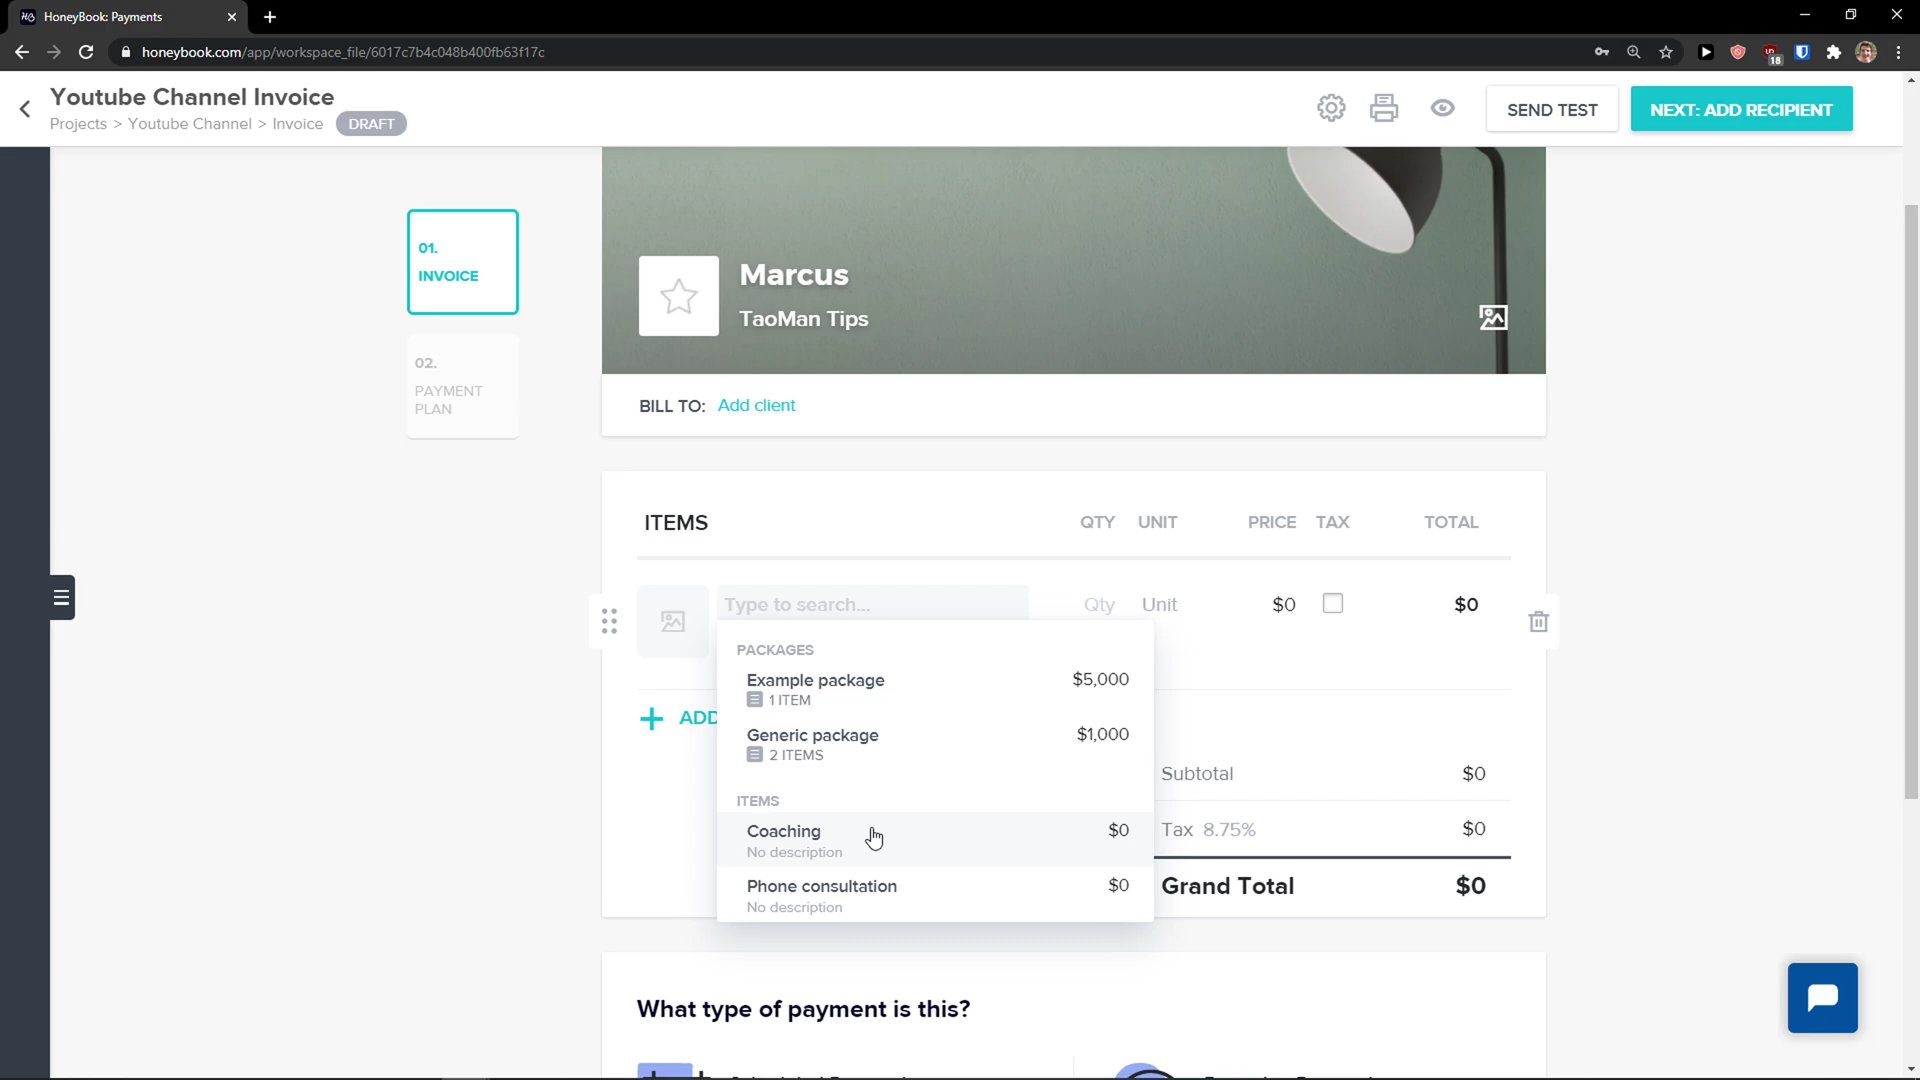 HoneyBook: Payments
honeybook.com/app/workspace_file/6017c7b4c048b400fb63f17c
18
Youtube Channel Invoice
Projects > Youtube Channel > Invoice DRAFT
SEND TEST
NEXT: ADD RECIPIENT
01.
INVOICE
02.
PAYMENT
PLAN
Marcus
TaoMan Tips
BILL TO: Add client
ITEMS QTY UNIT PRICE TAX TOTAL
Type to search... Qty Unit $0 $0
PACKAGES
Example package $5,000
1 ITEM
ADD
Generic package $1,000
2 ITEMS
Subtotal $0
ITEMS
Coaching $0
No description
Tax 8.75% $0
Phone consultation $0
No description
Grand Total $0
What type of payment is this?